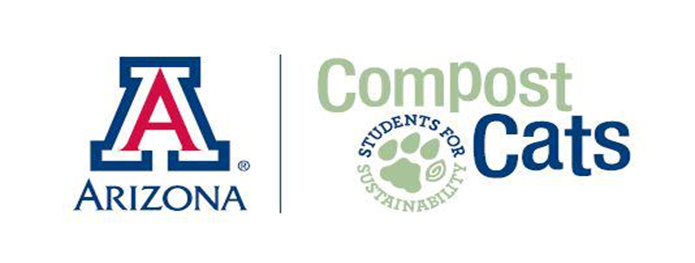 A
®
ARIZONA
Compost
Cats
STUDENTS FOR
SUSTAINABILITY